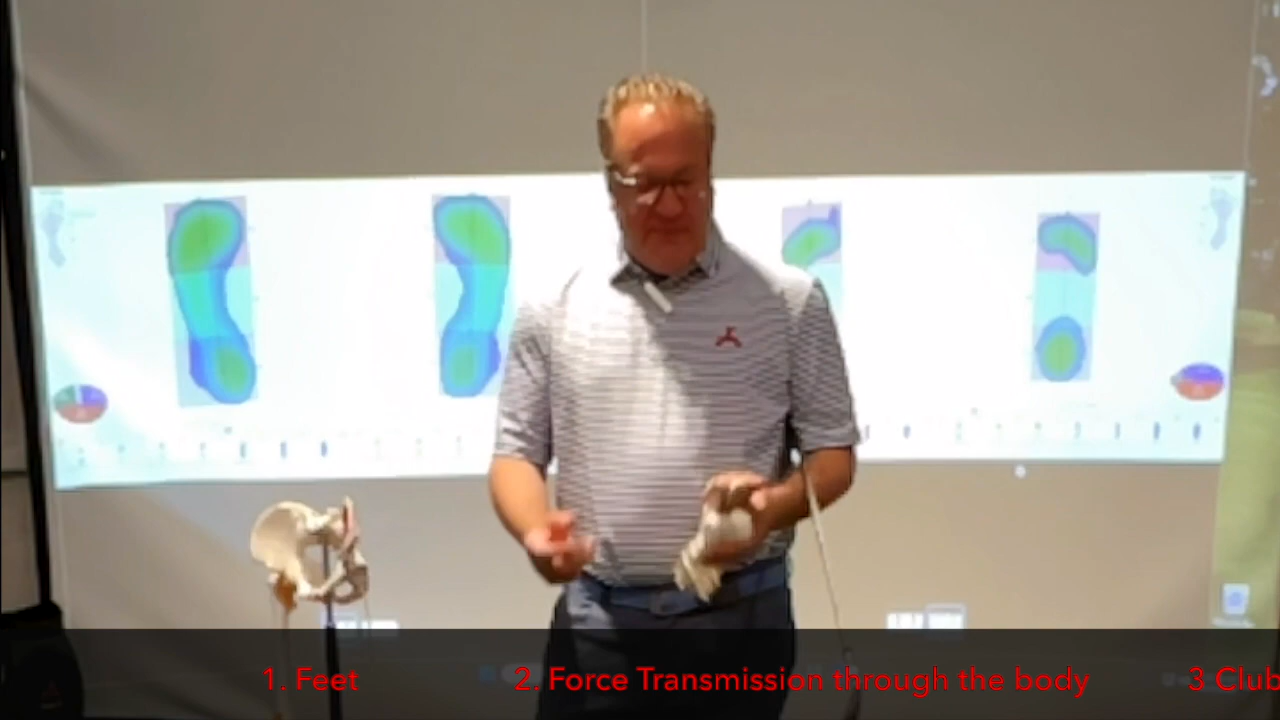 1. Feet
2. Force Transmission through the body
3 Club